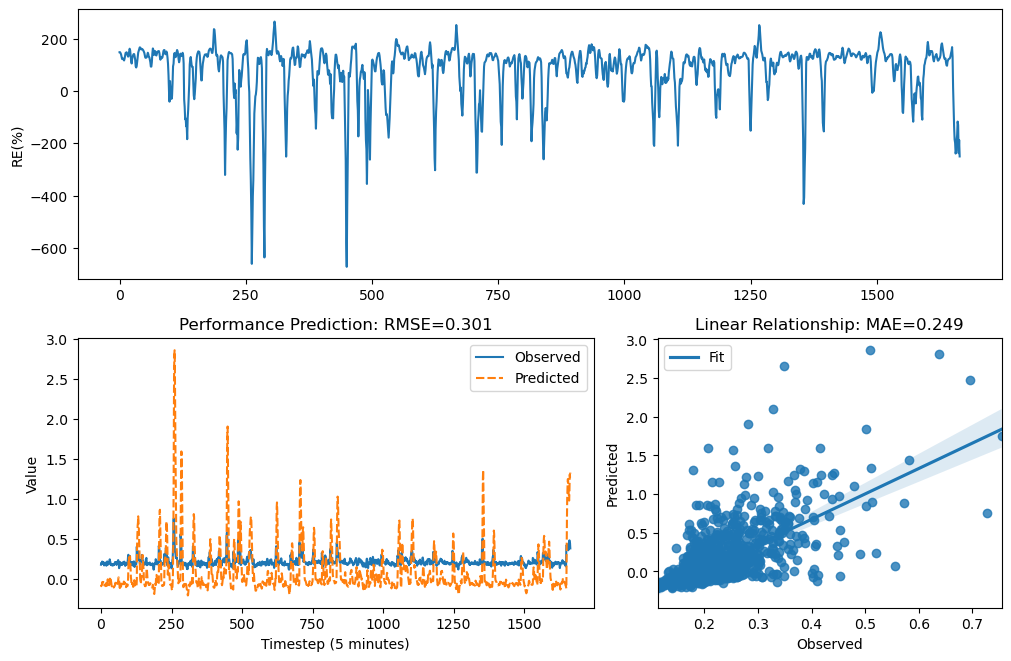 RE(%)
200
0
−200
−400
−600
0 250 500 750 1000 1250 1500
Performance Prediction: RMSE=0.301
Value
3.0
2.5
2.0
1.5
1.0
0.5
0.0
Observed
Predicted
0 250 500 750 1000 1250 1500
Timestep (5 minutes)
Linear Relationship: MAE=0.249
Predicted
3.0
2.5
2.0
1.5
1.0
0.5
0.0
Fit
0.2 0.3 0.4 0.5 0.6 0.7
Observed